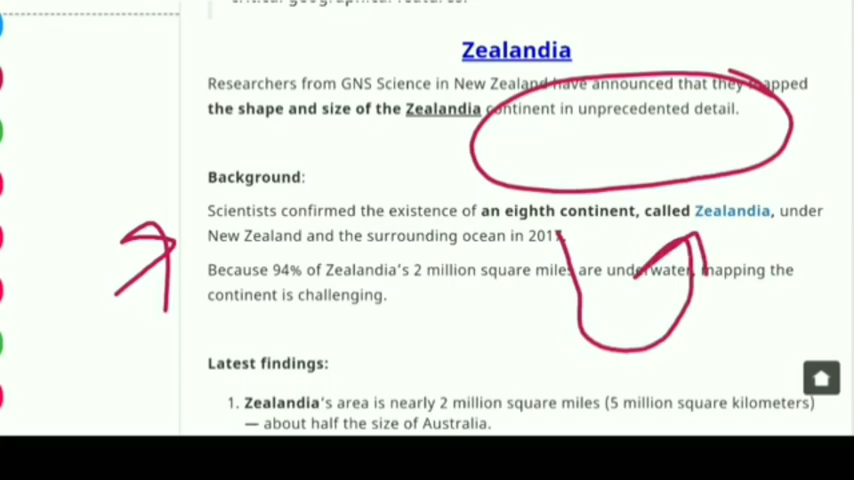 Zealandia
Researchers from GNS Science in New Zealand have announced that they mapped
the shape and size of the Zealandia continent in unprecedented detail.
Background:
Scientists confirmed the existence of an eighth continent, called Zealandia, under
New Zealand and the surrounding ocean in 2017.
Because 94% of Zealandia's 2 million square miles are underwater, mapping the
continent is challenging.
Latest findings:
1. Zealandia's area is nearly 2 million square miles (5 million square kilometers)
— about half the size of Australia.